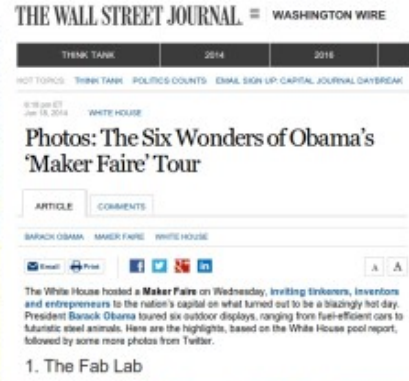 THE WALL STREET JOURNAL. ≡ WASHINGTON WIRE
THINK TANK 2014 2016
HOT TOPICS: THINK TANK POLITICS COUNTS EMAIL SIGN UP: CAPITAL JOURNAL DAYBREAK
2014 WHITE HOUSE
Photos: The Six Wonders of Obama's
'Maker Faire' Tour
ARTICLE COMMENTS
BARACK OBAMA MAKER FAIRE WHITE HOUSE
Email Print f in A A
The White House hosted a Maker Faire on Wednesday, inviting tinkerers, inventors
and entrepreneurs to the nation's capital on what turned out to be a blazingly hot day.
President Barack Obama toured six outdoor displays, ranging from fuel-efficient cars to
futuristic steel animals. Here are the highlights, based on the White House pool report,
followed by some more photos from Twitter.
1. The Fab Lab